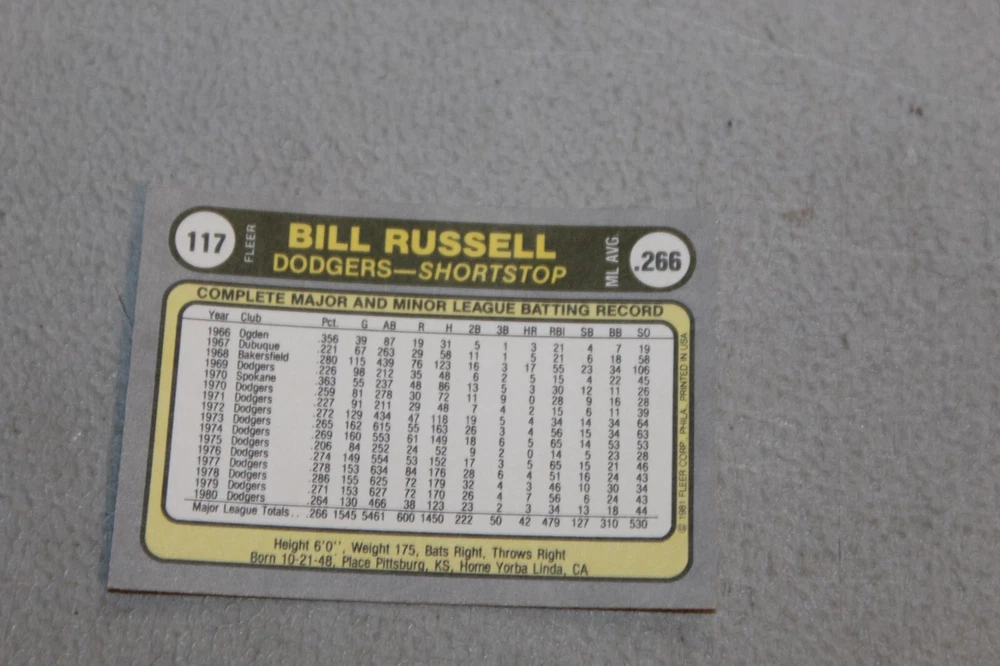 117
FLEER
BILL RUSSELL
DODGERS—SHORTSTOP
ML AVG.
.266
COMPLETE MAJOR AND MINOR LEAGUE BATTING RECORD
Year Club Pct. G AB R H 2B 3B HR RBI SB BB SO
1966 Ogden .356 39 87 19 31 5 1 3 21 4 7 19
1967 Dubuque .221 67 263 29 58 11 1 5 21 6 18 58
1968 Bakersfield .280 115 439 76 123 16 3 17 55 23 34 106
1969 Dodgers .226 98 212 35 48 6 2 5 15 4 22 45
1970 Spokane .363 55 237 48 86 13 5 3 30 12 11 26
1970 Dodgers .259 81 278 30 72 11 9 0 28 9 16 28
1971 Dodgers .227 91 211 29 48 7 4 2 15 6 11 39
1972 Dodgers .272 129 434 47 118 19 5 4 34 14 34 64
1973 Dodgers .265 162 615 55 163 26 3 4 56 15 34 63
1974 Dodgers .269 160 553 61 149 18 6 5 65 14 53 53
1975 Dodgers .206 84 252 24 52 9 2 0 14 5 23 28
1976 Dodgers .274 149 554 53 152 17 3 5 65 15 21 46
1977 Dodgers .278 153 634 84 176 28 6 4 51 16 24 43
1978 Dodgers .286 155 625 72 179 32 4 3 46 10 30 34
1979 Dodgers .271 153 627 72 170 26 4 7 56 6 24 43
1980 Dodgers .264 130 466 38 123 23 2 3 34 13 18 44
Major League Totals... .266 1545 5461 600 1450 222 50 42 479 127 310 530
Height 6'0'', Weight 175, Bats Right, Throws Right
Born 10-21-48, Place Pittsburg, KS, Home Yorba Linda, CA
© 1981 FLEER CORP. PHILA. PRINTED IN USA